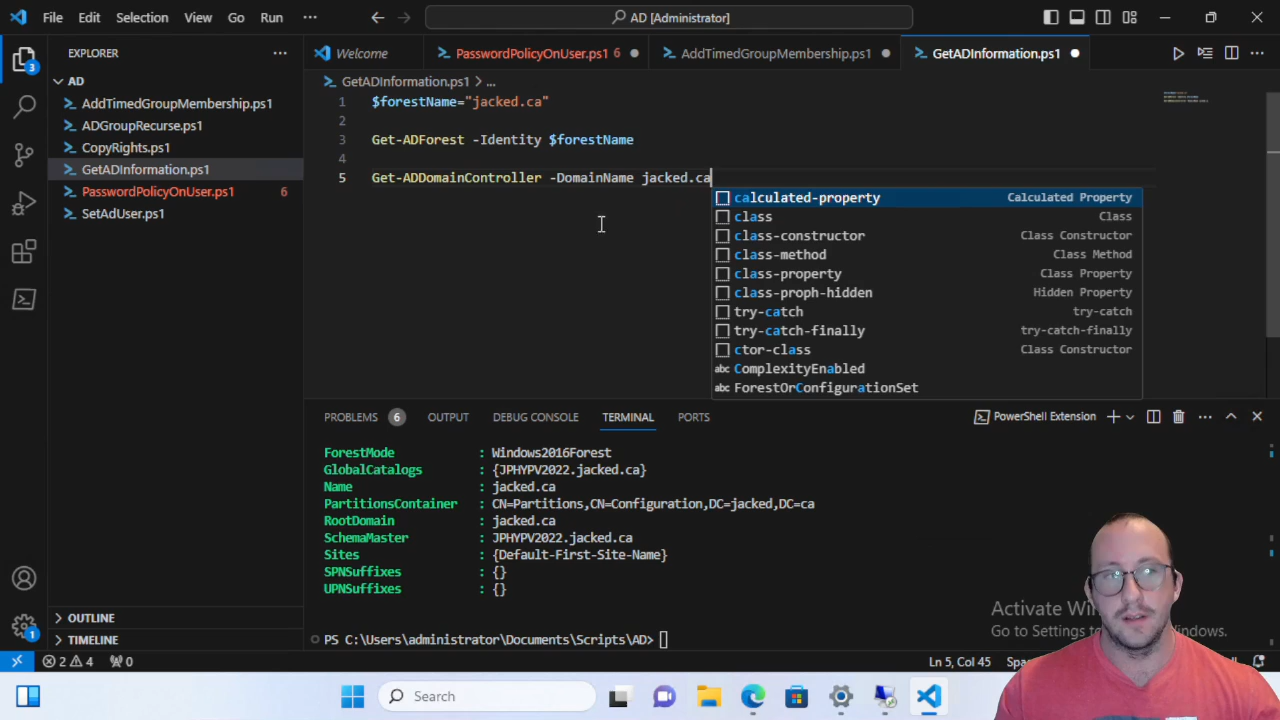 File Edit Selection View Go Run ··· AD [Administrator]
EXPLORER ···
Welcome PasswordPolicyOnUser.ps1 6 AddTimedGroupMembership.ps1 GetADInformation.ps1 ···
AD
AddTimedGroupMembership.ps1
ADGroupRecurse.ps1
CopyRights.ps1
GetADInformation.ps1
PasswordPolicyOnUser.ps1 6
SetAdUser.ps1
OUTLINE
TIMELINE
3
1
GetADInformation.ps1 > ...
1 $forestName="jacked.ca"
2
3 Get-ADForest -Identity $forestName
4
5 Get-ADDomainController -DomainName jacked.ca
calculated-property Calculated Property
class Class
class-constructor Class Constructor
class-method Class Method
class-property Class Property
class-proph-hidden Hidden Property
try-catch try-catch
try-catch-finally try-catch-finally
ctor-class Class Constructor
abc ComplexityEnabled
abc ForestOrConfigurationSet
PROBLEMS 6 OUTPUT DEBUG CONSOLE TERMINAL PORTS PowerShell Extension ···
ForestMode : Windows2016Forest
GlobalCatalogs : {JPHYPV2022.jacked.ca}
Name : jacked.ca
PartitionsContainer : CN=Partitions,CN=Configuration,DC=jacked,DC=ca
RootDomain : jacked.ca
SchemaMaster : JPHYPV2022.jacked.ca
Sites : {Default-First-Site-Name}
SPNSuffixes : {}
UPNSuffixes : {}
PS C:\Users\administrator\Documents\Scripts\AD>
Activate
Go to Settings
2 4 0 Ln 5, Col 45
Search